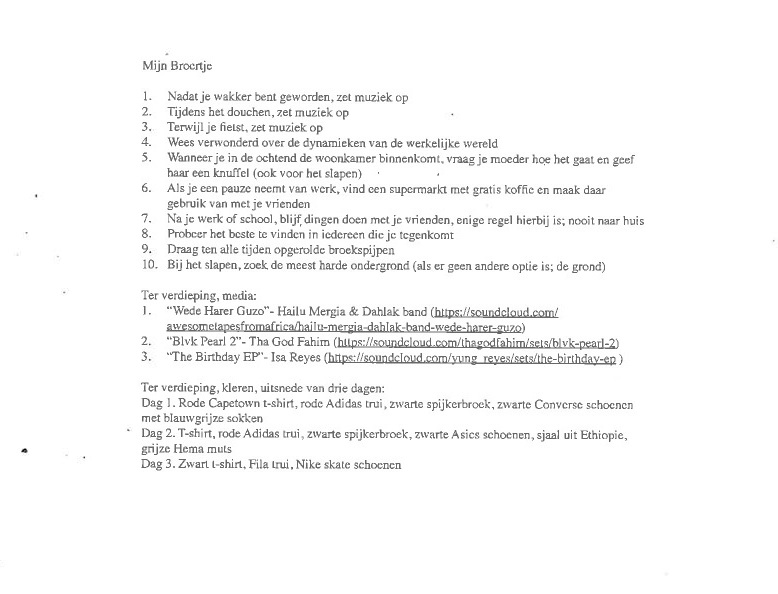 Mijn Broertje
1. Nadat je wakker bent geworden, zet muziek op
2. Tijdens het douchen, zet muziek op
3. Terwijl je fietst, zet muziek op
4. Wees verwonderd over de dynamieken van de werkelijke wereld
5. Wanneer je in de ochtend de woonkamer binnenkomt, vraag je moeder hoe het gaat en geef
haar een knuffel (ook voor het slapen)
6. Als je een pauze neemt van werk, vind een supermarkt met gratis koffie en maak daar
gebruik van met je vrienden
7. Na je werk of school, blijf dingen doen met je vrienden, enige regel hierbij is; nooit naar huis
8. Probeer het beste te vinden in iedereen die je tegenkomt
9. Draag ten alle tijden opgerolde broekspijpen
10. Bij het slapen, zoek de meest harde ondergrond (als er geen andere optie is; de grond)
Ter verdieping, media:
1. “Wede Harer Guzo”- Hailu Mergia & Dahlak band (https://soundcloud.com/
awesometapesfromafrica/hailu-mergia-dahlak-band-wede-harer-guzo)
2. “Blvk Pearl 2”- Tha God Fahim (https://soundcloud.com/thagodfahim/sets/blvk-pearl-2)
3. “The Birthday EP”- Isa Reyes (https://soundcloud.com/yung_reyes/sets/the-birthday-ep )
Ter verdieping, kleren, uitsnede van drie dagen:
Dag 1. Rode Capetown t-shirt, rode Adidas trui, zwarte spijkerbroek, zwarte Converse schoenen
met blauwgrijze sokken
Dag 2. T-shirt, rode Adidas trui, zwarte spijkerbroek, zwarte Asics schoenen, sjaal uit Ethiopie,
grijze Hema muts
Dag 3. Zwart t-shirt, Fila trui, Nike skate schoenen